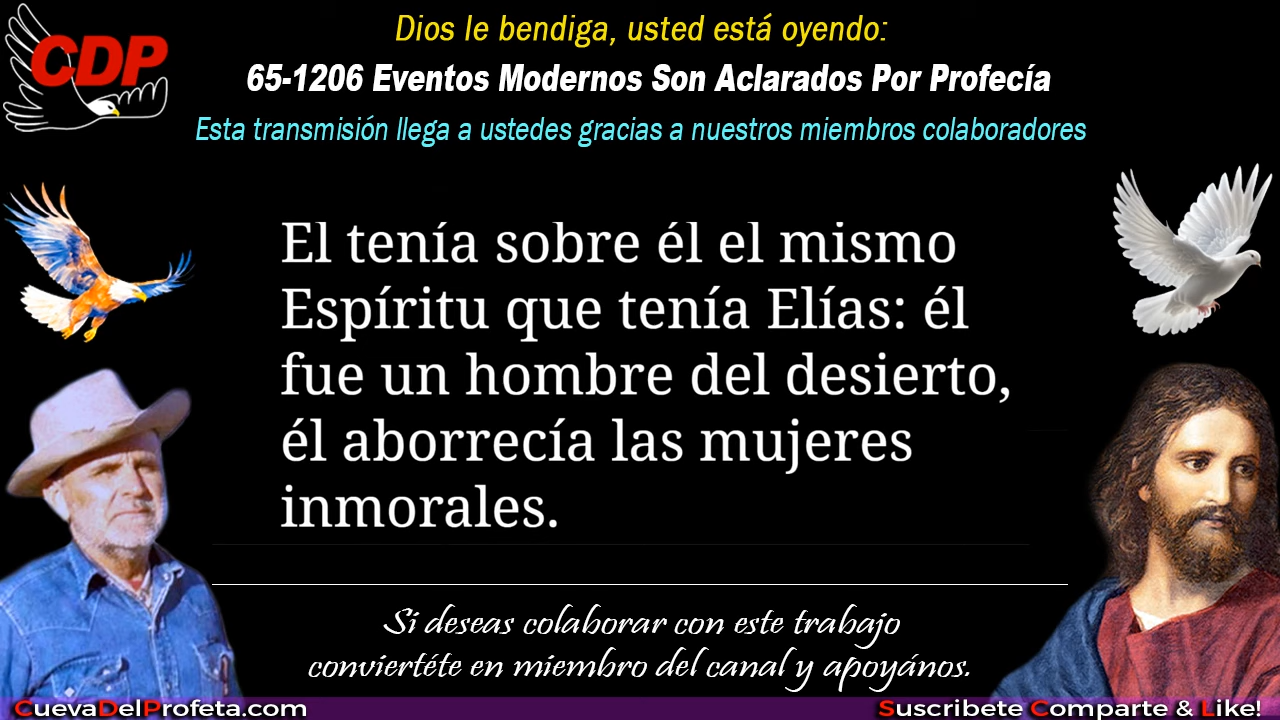 CDP
Dios le bendiga, usted está oyendo:
65-1206 Eventos Modernos Son Aclarados Por Profecía
Esta transmisión llega a ustedes gracias a nuestros miembros colaboradores
El tenía sobre él el mismo
Espíritu que tenía Elías: él
fue un hombre del desierto,
él aborrecía las mujeres
inmorales.
Si deseas colaborar con este trabajo
conviertéte en miembro del canal y apoyános.
CuevaDelProfeta.com
Suscribete Comparte & Like!